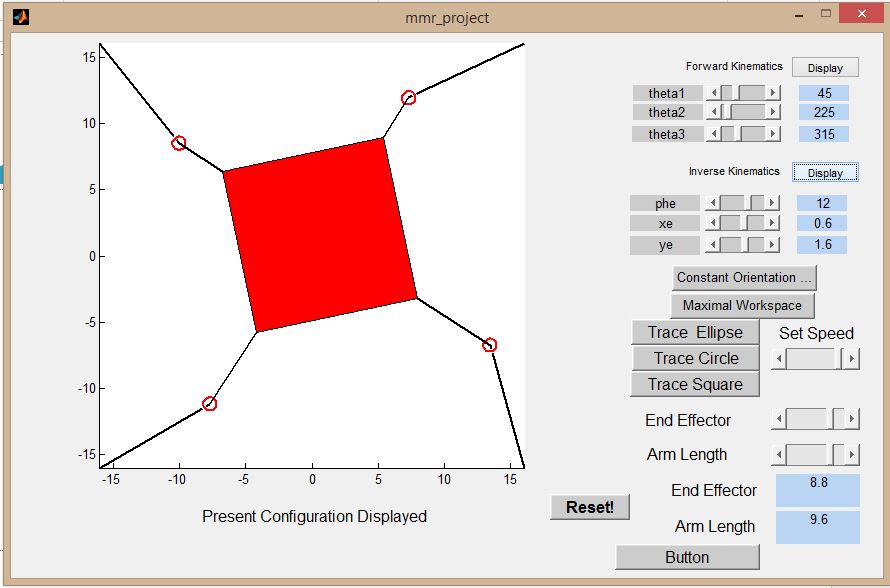 mmr_project
Forward Kinematics Display
theta1 45
theta2 225
theta3 315
Inverse Kinematics Display
phe 12
xe 0.6
ye 1.6
Constant Orientation ...
Maximal Workspace
Trace Ellipse Set Speed
Trace Circle
Trace Square
End Effector
Arm Length
End Effector 8.8
Arm Length 9.6
Reset!
Button
15
10
5
0
-5
-10
-15
-15 -10 -5 0 5 10 15
Present Configuration Displayed